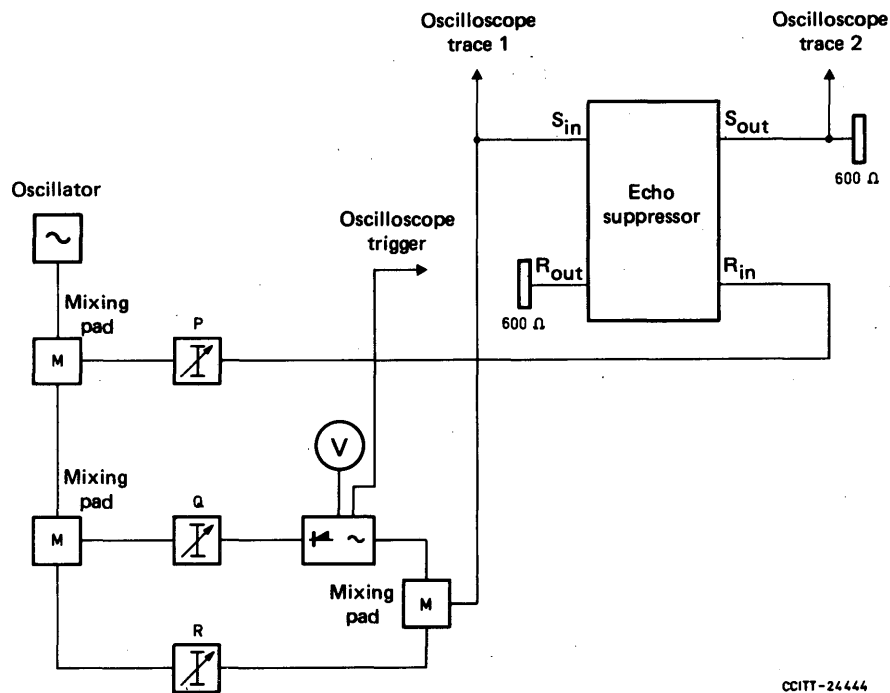 Oscilloscope
trace 1
Oscilloscope
trace 2
Sin
Sout
600 Ω
Echo
suppressor
Oscillator
~
Oscilloscope
trigger
Rout
Rin
600 Ω
Mixing
pad
P
M
V
Mixing
pad
Q
M
~
Mixing
pad
M
R
CCITT-24444